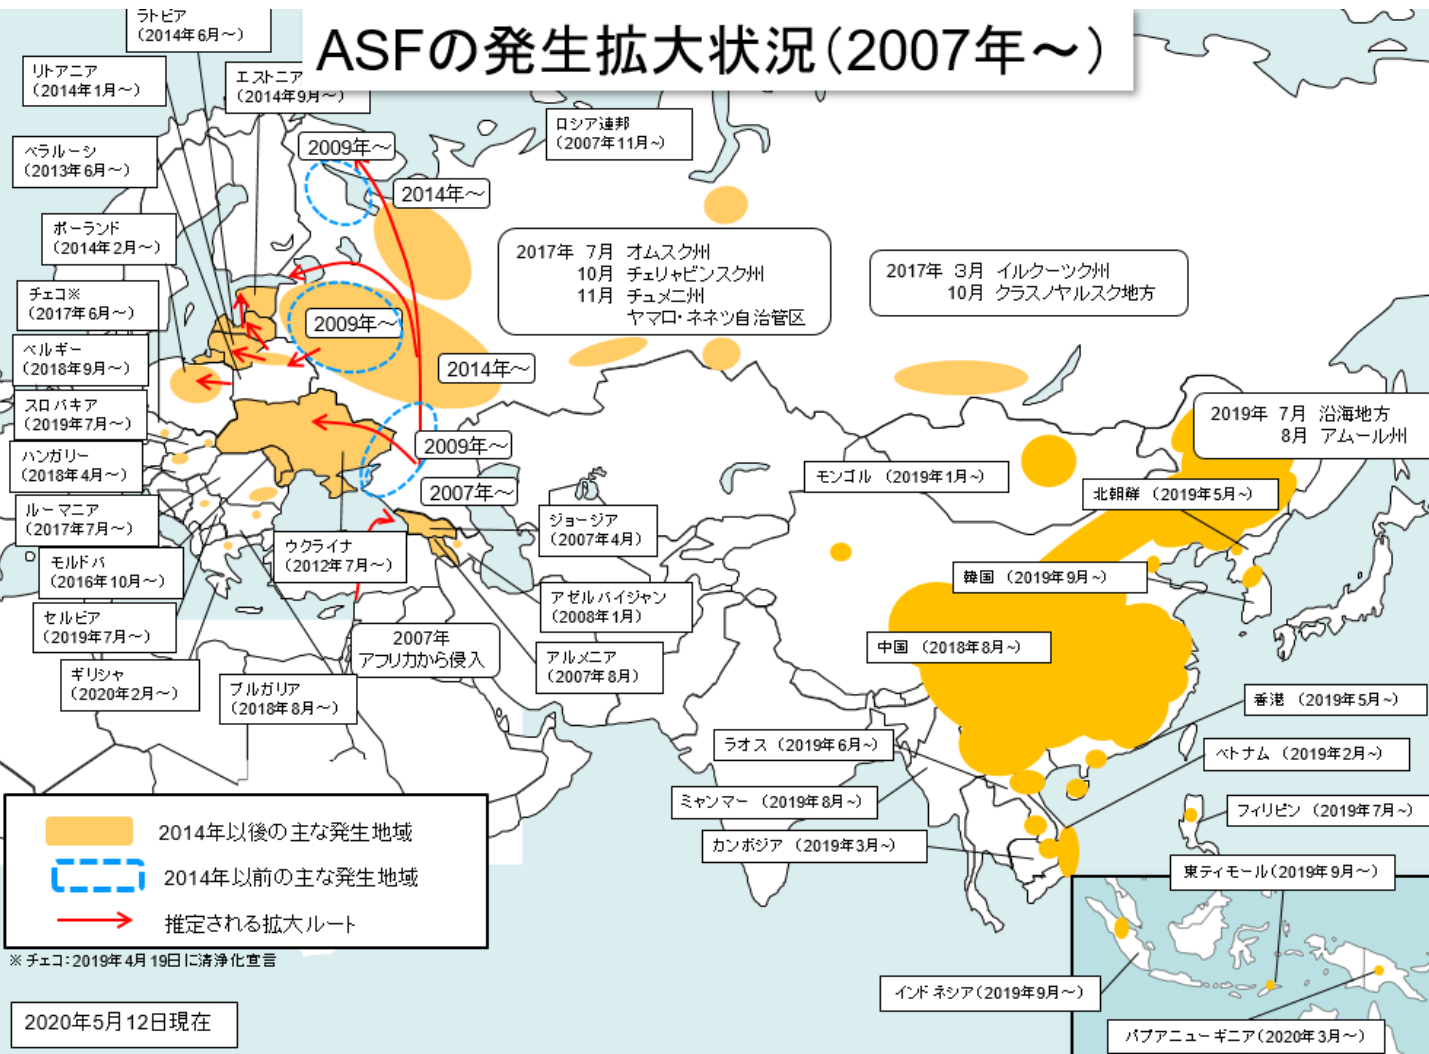 ASFの発生拡大状況(2007年～)
ラトビア
(2014年6月～)
リトアニア
(2014年1月～)
エストニア
(2014年9月～)
ロシア連邦
(2007年11月~)
ベラルーシ
(2013年6月～)
2009年～
2014年～
ポーランド
(2014年2月～)
2017年 7月 オムスク州
10月 チェリャビンスク州
11月 チュメニ州
ヤマロ・ネネツ自治管区
2017年 3月 イルクーツク州
10月 クラスノヤルスク地方
チェコ※
(2017年6月～)
2009年～
ベルギー
(2018年9月～)
2014年～
スロバキア
(2019年7月～)
2019年 7月 沿海地方
8月 アムール州
ハンガリー
(2018年4月～)
2009年～
モンゴル (2019年1月~)
2007年～
北朝鮮 (2019年5月~)
ルーマニア
(2017年7月～)
ジョージア
(2007年4月)
ウクライナ
(2012年7月～)
モルドバ
(2016年10月～)
韓国 (2019年9月~)
アゼルバイジャン
(2008年1月)
セルビア
(2019年7月～)
2007年
アフリカから侵入
中国 (2018年8月~)
アルメニア
(2007年8月)
ギリシャ
(2020年2月～)
ブルガリア
(2018年8月～)
香港 (2019年5月~)
ラオス (2019年6月~)
ベトナム (2019年2月~)
ミャンマー (2019年8月~)
フィリピン (2019年7月~)
カンボジア (2019年3月~)
2014年以後の主な発生地域
2014年以前の主な発生地域
推定される拡大ルート
東ティモール(2019年9月～)
※チェコ:2019年4月19日に清浄化宣言
インドネシア(2019年9月～)
2020年5月12日現在
パプアニューギニア(2020年3月～)